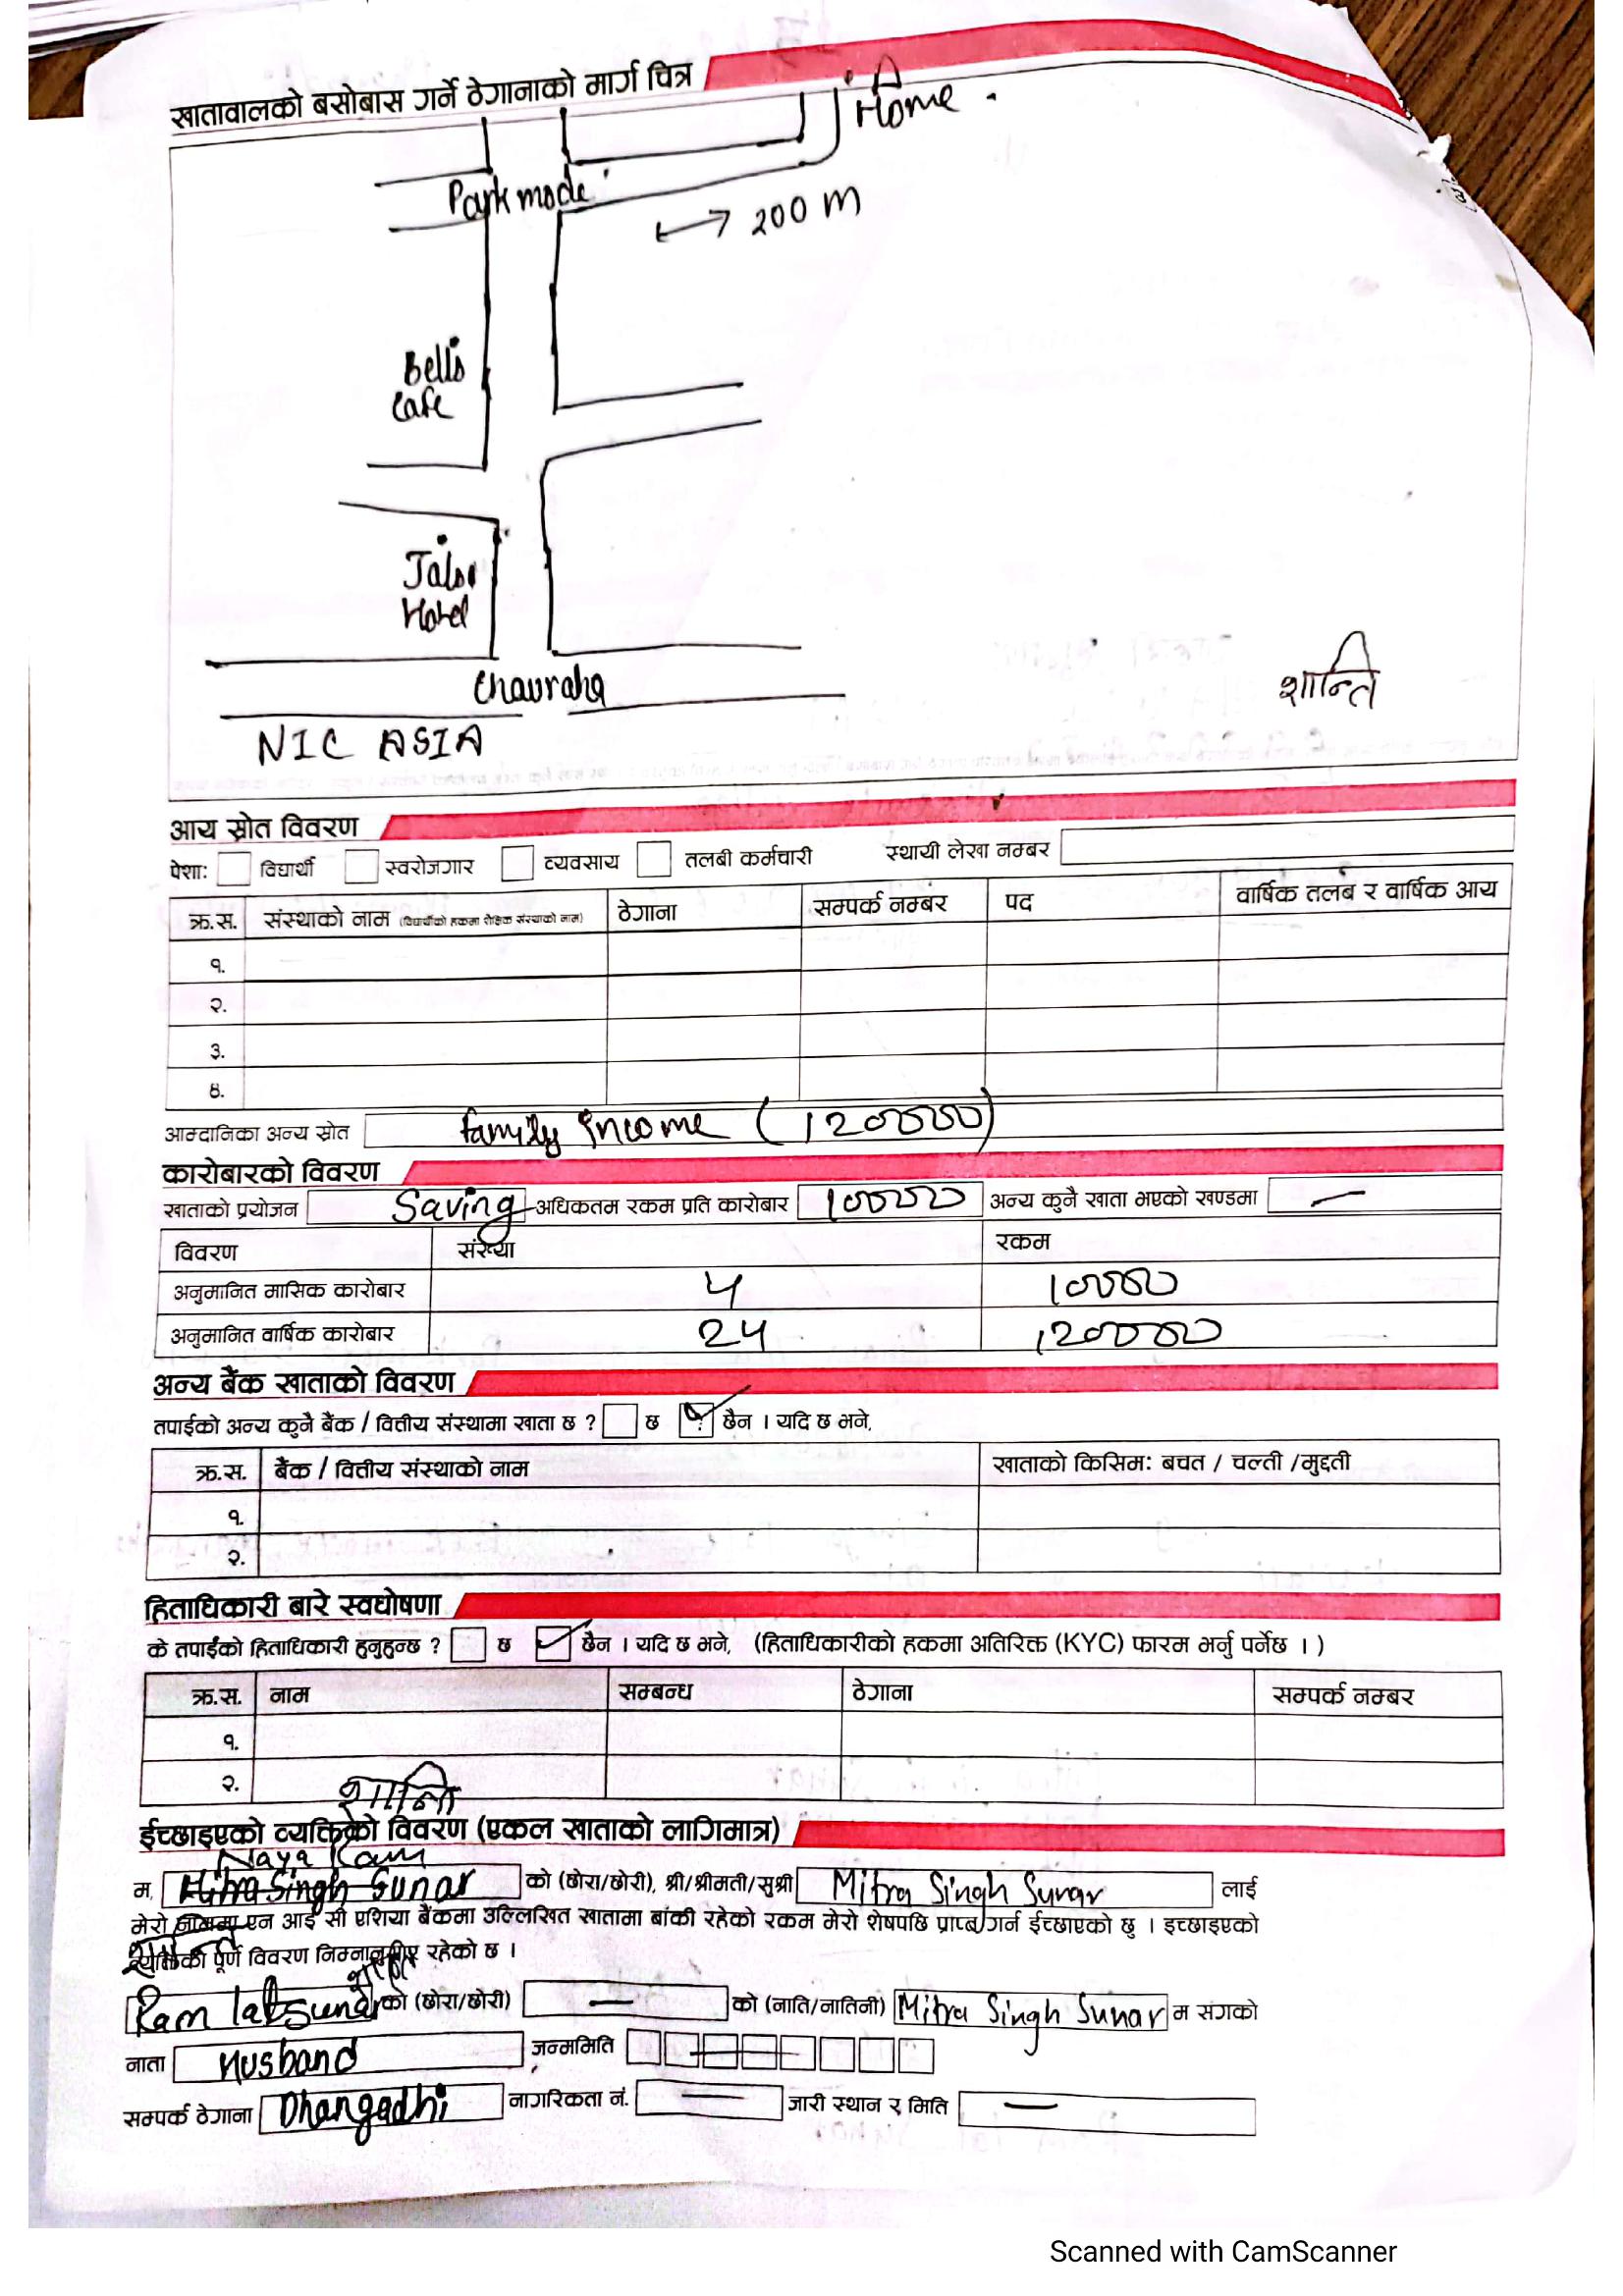 खातावालको बसोबास गर्ने ठेगानाको मार्ग चित्र
Home
Park mode
200 M
Bells
Cafe
Jalsa
Hotel
Chauraha
शान्ति
NIC ASIA
आय स्रोत विवरण
पेशा: विद्यार्थी स्वरोजगार व्यवसाय तलबी कर्मचारी स्थायी लेखा नम्बर
क्र.स. संस्थाको नाम (विद्यार्थीको हकमा शैक्षिक संस्थाको नाम) ठेगाना सम्पर्क नम्बर पद वार्षिक तलब र वार्षिक आय
१.
२.
३.
४.
आम्दानिका अन्य स्रोत family income (120000)
कारोबारको विवरण
खाताको प्रयोजन Saving अधिकतम रकम प्रति कारोबार 10000 अन्य कुनै खाता भएको खण्डमा —
विवरण संख्या रकम
अनुमानित मासिक कारोबार 4 10000
अनुमानित वार्षिक कारोबार 24 120000
अन्य बैंक खाताको विवरण
तपाईको अन्य कुनै बैंक / वित्तीय संस्थामा खाता छ ? छ छैन । यदि छ भने,
क्र.स. बैंक / वित्तीय संस्थाको नाम खाताको किसिम: बचत / चल्ती /मुद्दती
१.
२.
हिताधिकारी बारे स्वघोषणा
के तपाईंको हिताधिकारी हुनुहुन्छ ? छ छैन । यदि छ भने, (हिताधिकारीको हकमा अतिरिक्त (KYC) फारम भर्नु पर्नेछ । )
क्र.स. नाम सम्बन्ध ठेगाना सम्पर्क नम्बर
१.
२.
शान्ति
ईच्छाइएको व्यक्तिको विवरण (एकल खाताको लागिमात्र)
Naya Ram
म, Mitra Singh Sunar को (छोरा/छोरी), श्री/श्रीमती/सुश्री Mitra Singh Sunar लाई
मेरो नाममा एन आई सी एशिया बैंकमा उल्लिखित खातामा बांकी रहेको रकम मेरो शेषपछि प्राप्त गर्न ईच्छाएको छु । इच्छाइएको
शान्ति
व्यक्तिको पूर्ण विवरण निम्नानुसार रहेको छ ।
Ram lal Sunar को (छोरा/छोरी) — को (नाति/नातिनी) Mitra Singh Sunar म संगको
नाता Husband जन्ममिति
सम्पर्क ठेगाना Dhangadhi नागरिकता नं. — जारी स्थान र मिति —
Scanned with CamScanner